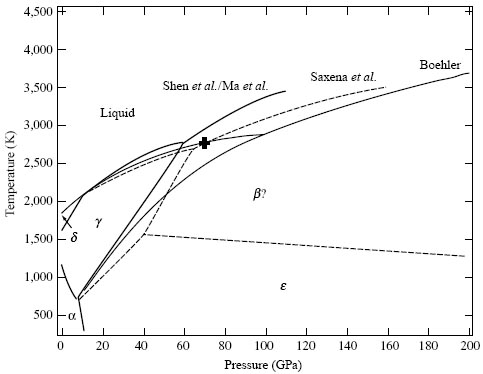 4,500
4,000
3,500
3,000
2,500
2,000
1,500
1,000
500
Temperature (K)
Boehler
Saxena et al.
Shen et al./Ma et al.
Liquid
β?
γ
δ
ε
α
0 20 40 60 80 100 120 140 160 180 200
Pressure (GPa)